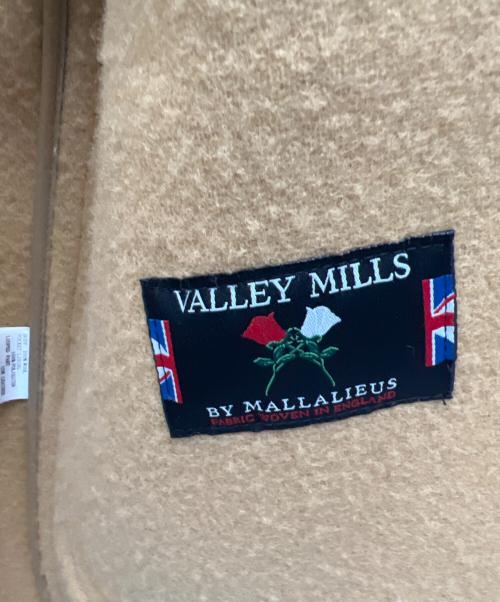 VALLEY MILLS
BY MALLALIEUS
FABRIC WOVEN IN ENGLAND